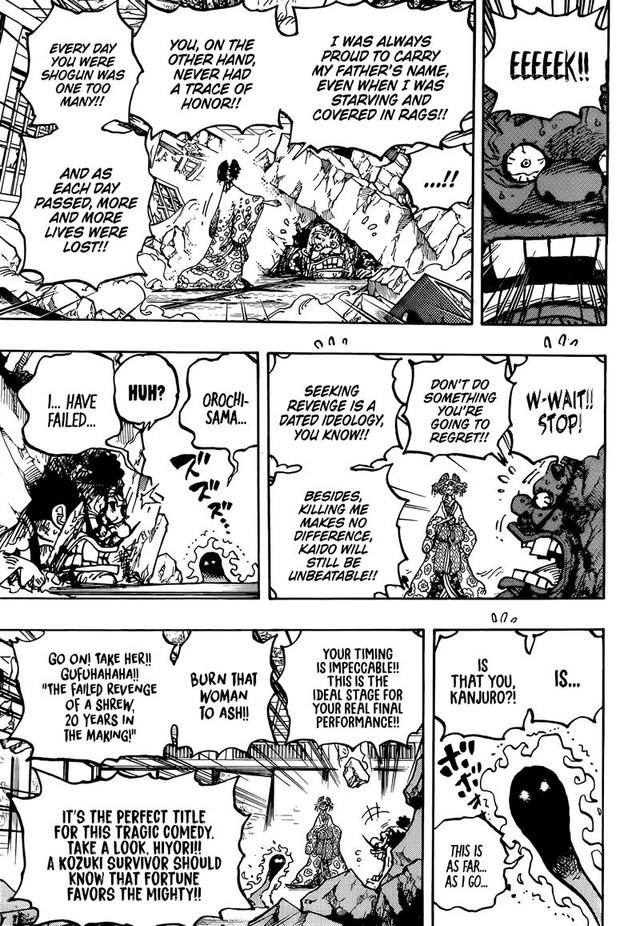 EEEEEK!!
...!!
I WAS ALWAYS
PROUD TO CARRY
MY FATHER'S NAME,
EVEN WHEN I WAS
STARVING AND
COVERED IN RAGS!!
YOU, ON THE
OTHER HAND,
NEVER HAD
A TRACE OF
HONOR!!
EVERY DAY
YOU WERE
SHOGUN WAS
ONE TOO
MANY!!
AND AS
EACH DAY
PASSED, MORE
AND MORE
LIVES WERE
LOST!!
W-WAIT!!
STOP!
DON'T DO
SOMETHING
YOU'RE
GOING TO
REGRET!!
SEEKING
REVENGE IS A
DATED IDEOLOGY,
YOU KNOW!!
BESIDES,
KILLING ME
MAKES NO
DIFFERENCE,
KAIDO WILL
STILL BE
UNBEATABLE!!
OROCHI-
SAMA...
ズズ...
HUH?
I... HAVE
FAILED...
IS...
IS
THAT YOU,
KANJURO?!
ボボ...
THIS IS
AS FAR...
AS I GO...
YOUR TIMING
IS IMPECCABLE!!
THIS IS THE
IDEAL STAGE FOR
YOUR REAL FINAL
PERFORMANCE!!
BURN THAT
WOMAN
TO ASH!!
GO ON! TAKE HER!!
GUFUHAHAHA!!
"THE FAILED REVENGE
OF A SHREW,
20 YEARS IN
THE MAKING!"
IT'S THE PERFECT TITLE
FOR THIS TRAGIC COMEDY.
TAKE A LOOK, HIYORI!!
A KOZUKI SURVIVOR SHOULD
KNOW THAT FORTUNE
FAVORS THE MIGHTY!!